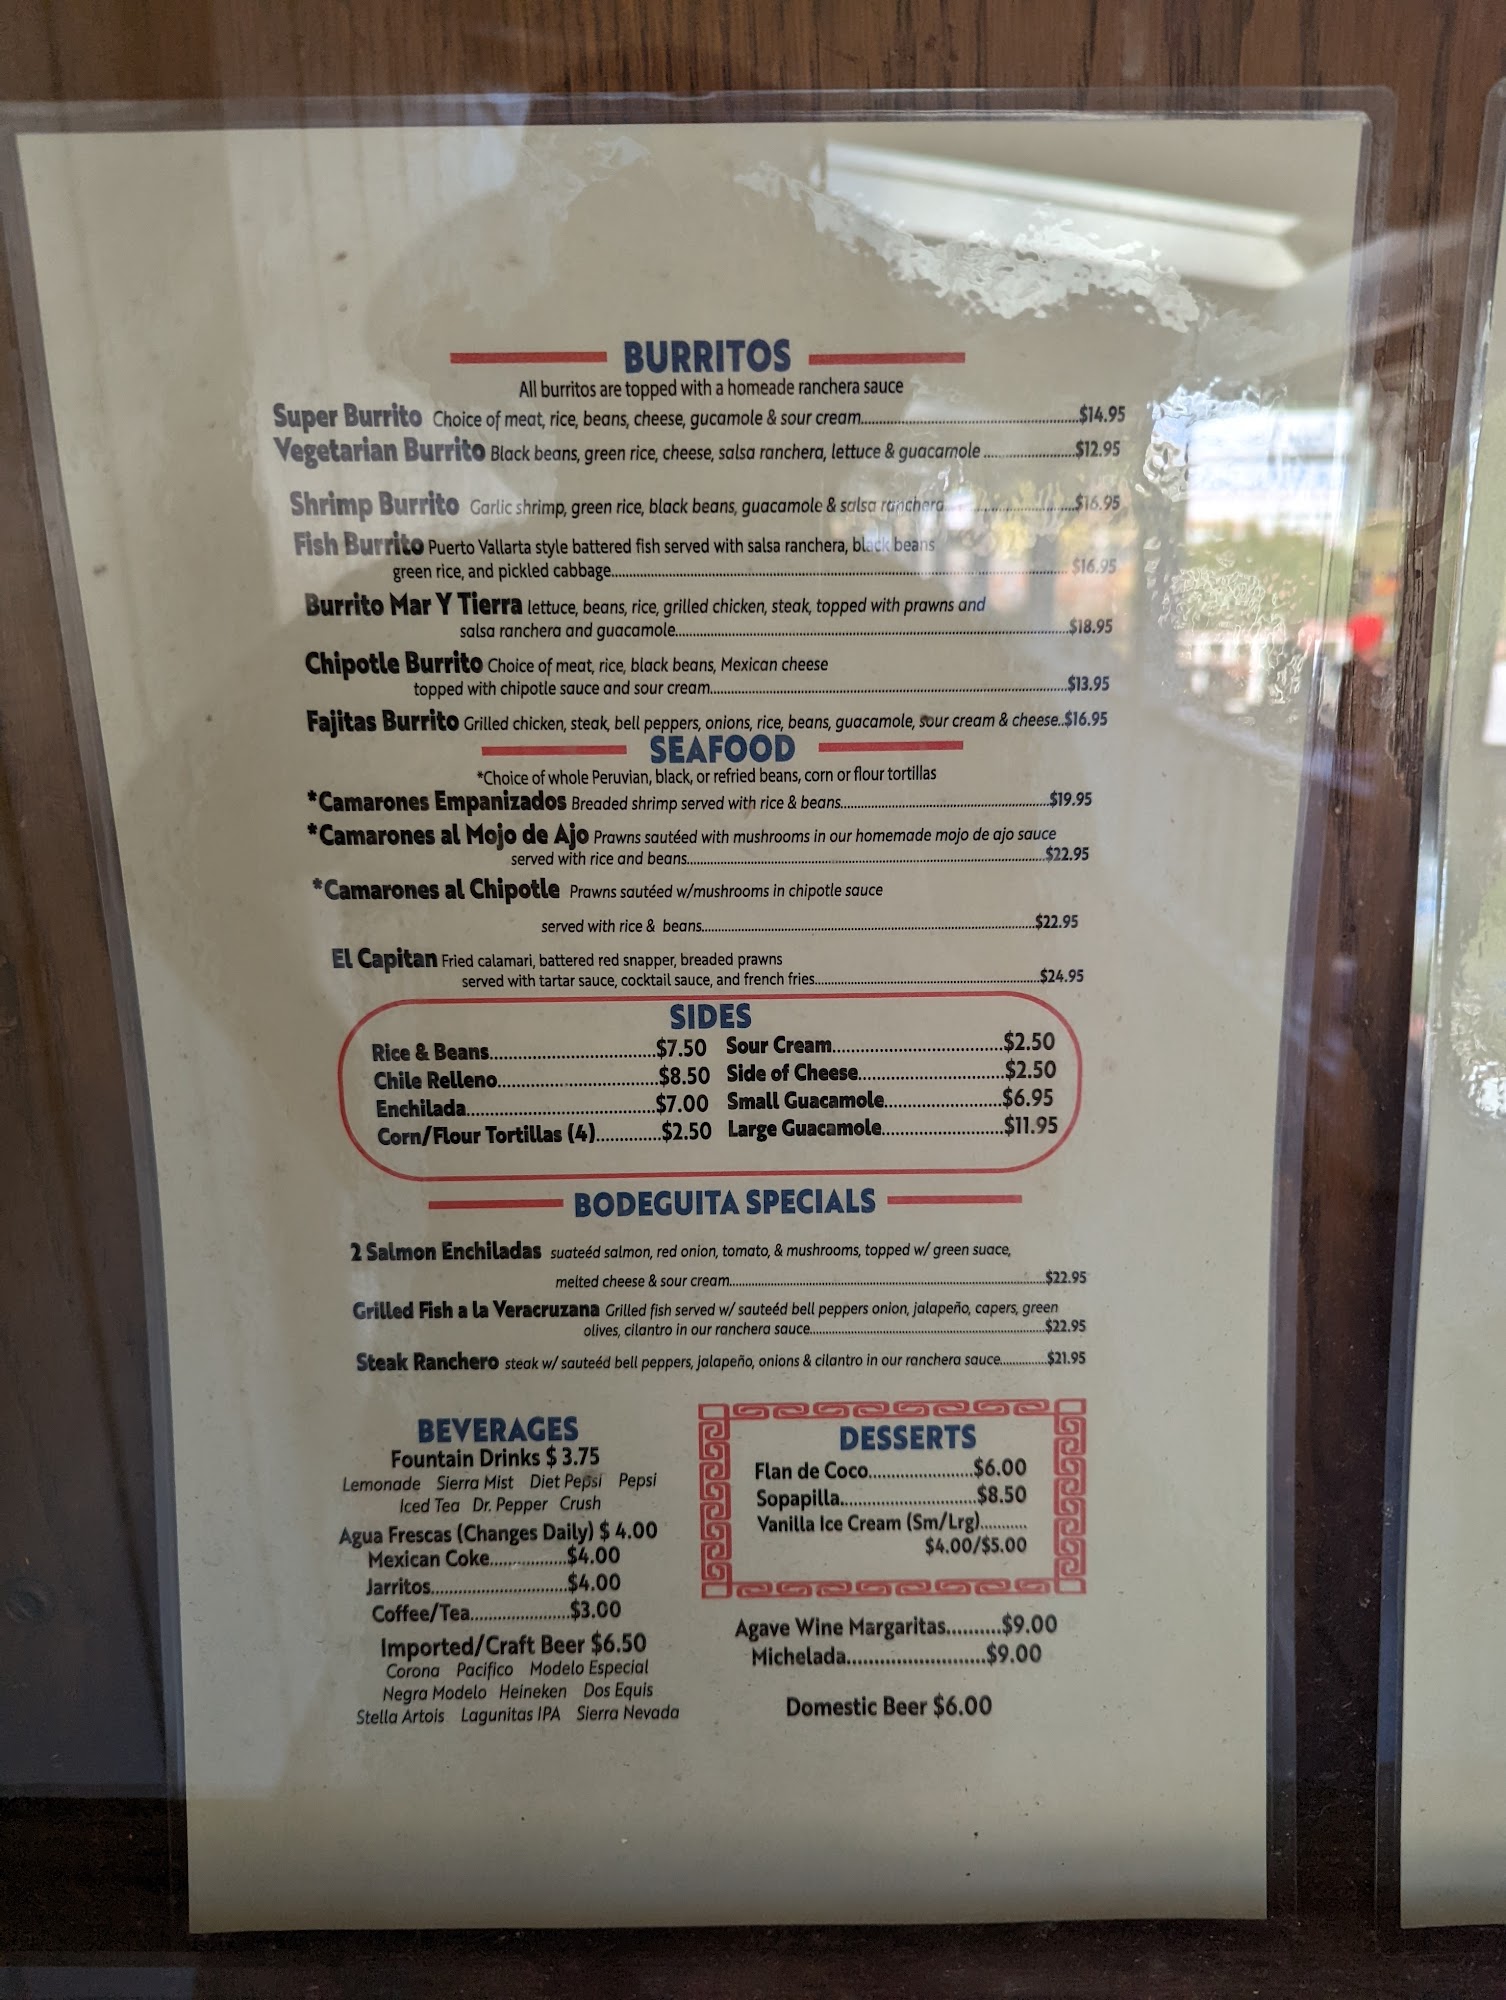 BURRITOS
All burritos are topped with a homeade ranchera sauce
Super Burrito Choice of meat, rice, beans, cheese, gucamole & sour cream...$14.95
Vegetarian Burrito Black beans, green rice, cheese, salsa ranchera, lettuce & guacamole...$12.95
Shrimp Burrito Garlic shrimp, green rice, black beans, guacamole & salsa ranchera...$16.95
Fish Burrito Puerto Vallarta style battered fish served with salsa ranchera, black beans
green rice, and pickled cabbage...$16.95
Burrito Mar Y Tierra lettuce, beans, rice, grilled chicken, steak, topped with prawns and
salsa ranchera and guacamole...$18.95
Chipotle Burrito Choice of meat, rice, black beans, Mexican cheese
topped with chipotle sauce and sour cream...$13.95
Fajitas Burrito Grilled chicken, steak, bell peppers, onions, rice, beans, guacamole, sour cream & cheese..$16.95
SEAFOOD
*Choice of whole Peruvian, black, or refried beans, corn or flour tortillas
*Camarones Empanizados Breaded shrimp served with rice & beans...$19.95
*Camarones al Mojo de Ajo Prawns sautéed with mushrooms in our homemade mojo de ajo sauce
served with rice and beans...$22.95
*Camarones al Chipotle Prawns sautéed w/mushrooms in chipotle sauce
served with rice & beans...$22.95
El Capitan Fried calamari, battered red snapper, breaded prawns
served with tartar sauce, cocktail sauce, and french fries...$24.95
SIDES
Rice & Beans...$7.50 Sour Cream...$2.50
Chile Relleno...$8.50 Side of Cheese...$2.50
Enchilada...$7.00 Small Guacamole...$6.95
Corn/Flour Tortillas (4)...$2.50 Large Guacamole...$11.95
BODEGUITA SPECIALS
2 Salmon Enchiladas suateéd salmon, red onion, tomato, & mushrooms, topped w/ green suace,
melted cheese & sour cream...$22.95
Grilled Fish a la Veracruzana Grilled fish served w/ sauteéd bell peppers onion, jalapeño, capers, green
olives, cilantro in our ranchera sauce...$22.95
Steak Ranchero steak w/ sauteéd bell peppers, jalapeño, onions & cilantro in our ranchera sauce...$21.95
BEVERAGES
Fountain Drinks $ 3.75
Lemonade Sierra Mist Diet Pepsi Pepsi
Iced Tea Dr. Pepper Crush
Agua Frescas (Changes Daily) $ 4.00
Mexican Coke...$4.00
Jarritos...$4.00
Coffee/Tea...$3.00
Imported/Craft Beer $6.50
Corona Pacifico Modelo Especial
Negra Modelo Heineken Dos Equis
Stella Artois Lagunitas IPA Sierra Nevada
DESSERTS
Flan de Coco...$6.00
Sopapilla...$8.50
Vanilla Ice Cream (Sm/Lrg)...
$4.00/$5.00
Agave Wine Margaritas...$9.00
Michelada...$9.00
Domestic Beer $6.00